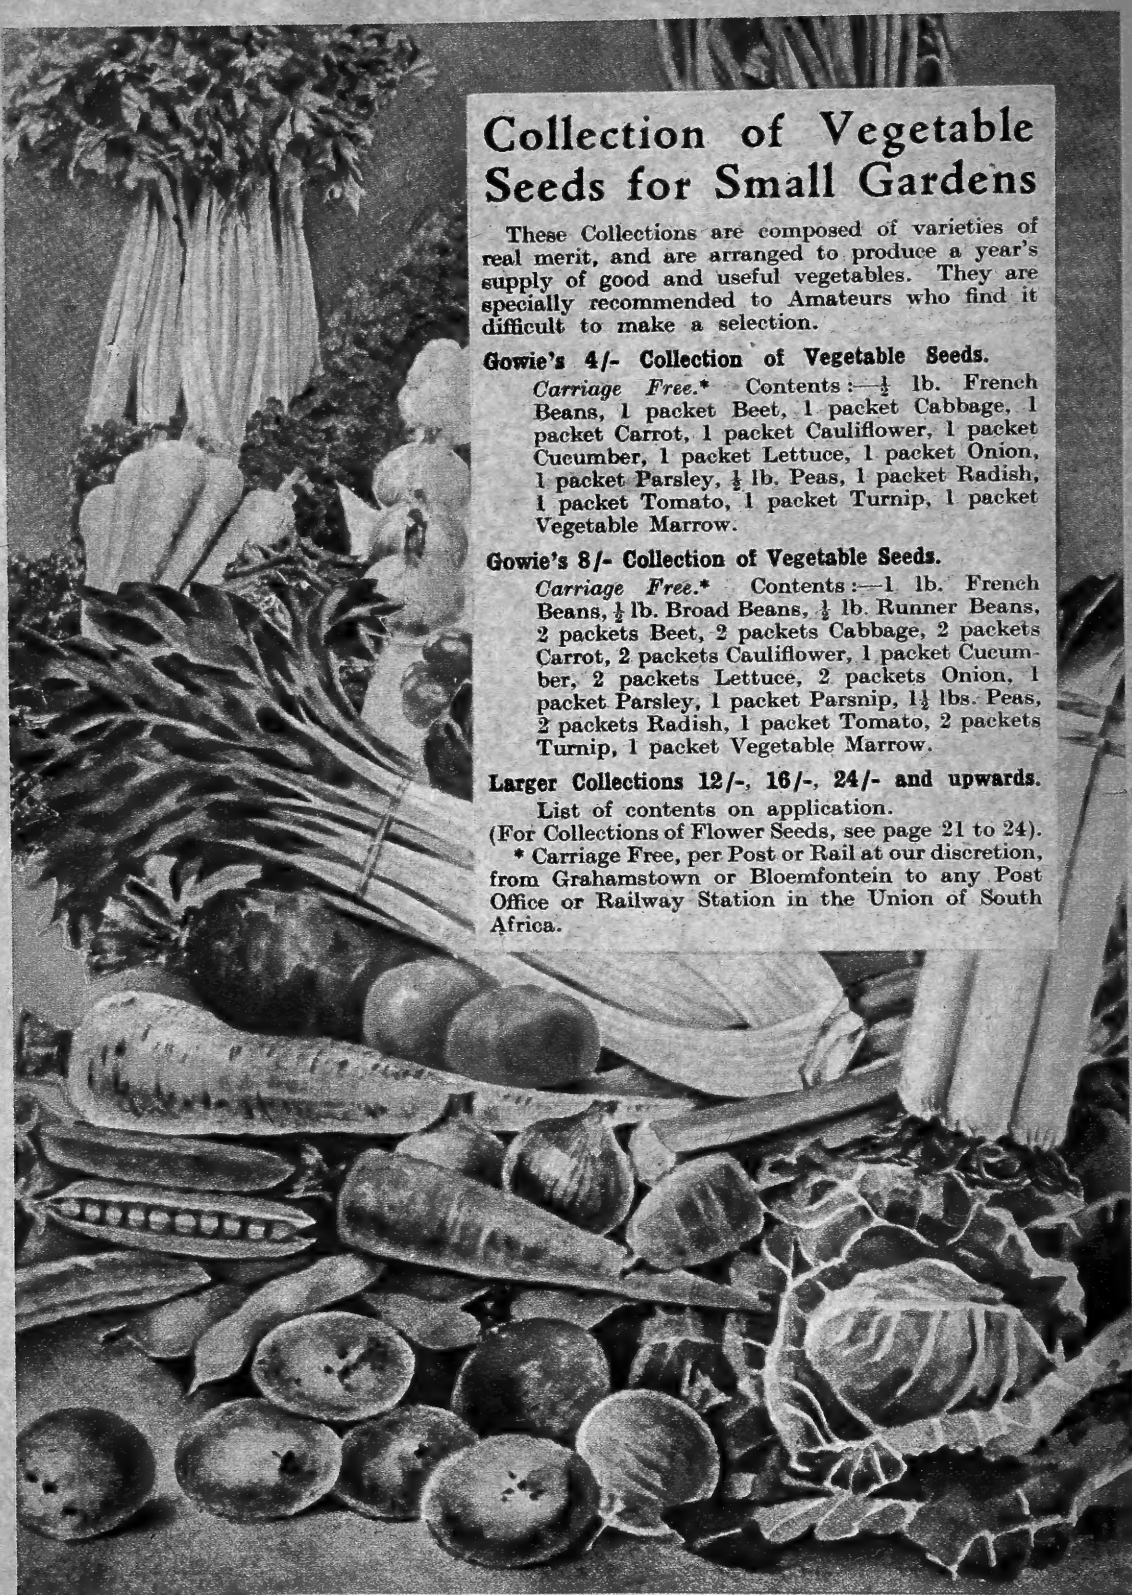 Collection of Vegetable
Seeds for Small Gardens
These Collections are composed of varieties of
real merit, and are arranged to produce a year's
supply of good and useful vegetables. They are
specially recommended to Amateurs who find it
difficult to make a selection.
Gowie's 4/- Collection of Vegetable Seeds.
Carriage Free.* Contents:—½ lb. French
Beans, 1 packet Beet, 1 packet Cabbage, 1
packet Carrot, 1 packet Cauliflower, 1 packet
Cucumber, 1 packet Lettuce, 1 packet Onion,
1 packet Parsley, ½ lb. Peas, 1 packet Radish,
1 packet Tomato, 1 packet Turnip, 1 packet
Vegetable Marrow.
Gowie's 8/- Collection of Vegetable Seeds.
Carriage Free.* Contents:—1 lb. French
Beans, ½ lb. Broad Beans, ½ lb. Runner Beans,
2 packets Beet, 2 packets Cabbage, 2 packets
Carrot, 2 packets Cauliflower, 1 packet Cucum-
ber, 2 packets Lettuce, 2 packets Onion, 1
packet Parsley, 1 packet Parsnip, 1½ lbs. Peas,
2 packets Radish, 1 packet Tomato, 2 packets
Turnip, 1 packet Vegetable Marrow.
Larger Collections 12/-, 16/-, 24/- and upwards.
List of contents on application.
(For Collections of Flower Seeds, see page 21 to 24).
* Carriage Free, per Post or Rail at our discretion,
from Grahamstown or Bloemfontein to any Post
Office or Railway Station in the Union of South
Africa.